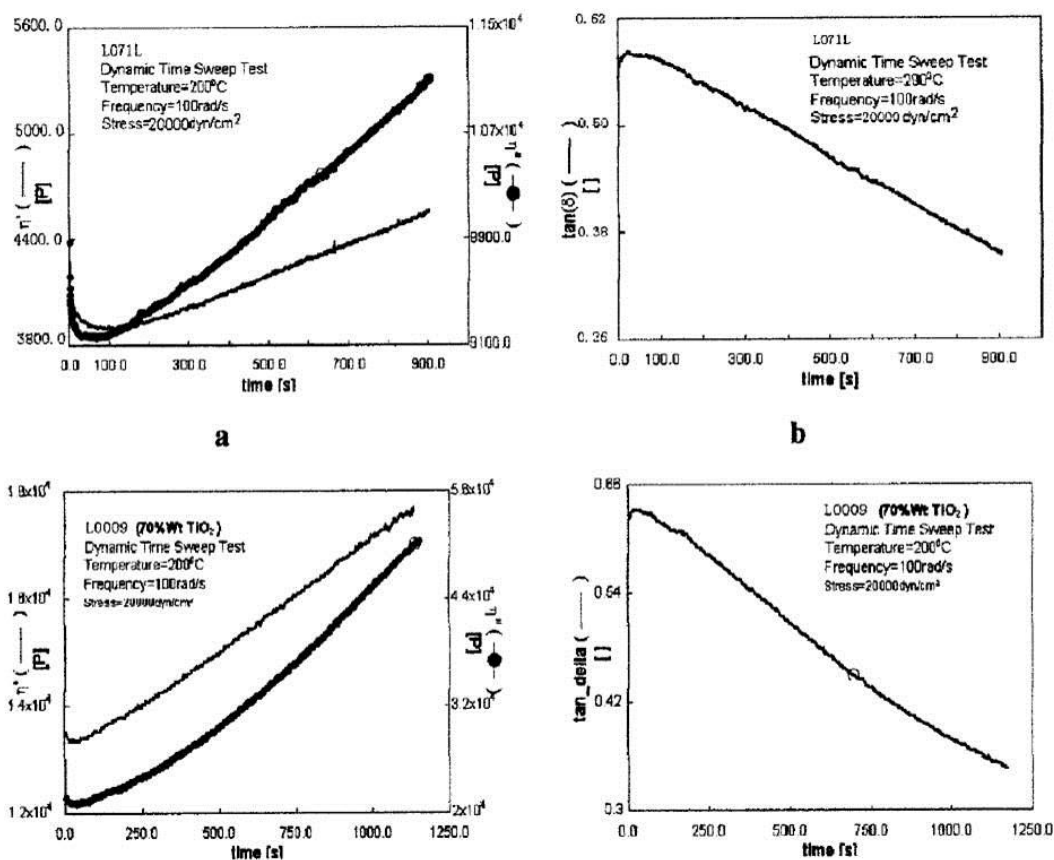 5600.0
5000.0
4400.0
3800.0
η' ( —— )
[P]
L071L
Dynamic Time Sweep Test
Temperature=200°C
Frequency=100rad/s
Stress=20000dyn/cm²
1.15x10⁴
1.07x10⁴
9900.0
9100.0
η" ( —●— )
[P]
0.0 100.0 300.0 500.0 700.0 900.0
time [s]
a
0.62
0.50
0.38
0.26
tan(δ) ( —— )
[ ]
L071L
Dynamic Time Sweep Test
Frequency=100rad/s
Stress=20000 dyn/cm²
0.0 100.0 300.0 500.0 700.0 900.0
time [s]
b
1.8x10⁴
1.6x10⁴
1.4x10⁴
1.2x10⁴
[P]
L0009 (70%Wt TiO₂)
Dynamic Time Sweep Test
Temperature=200°C
Frequency=100rad/s
Stress=20000dyn/cm²
4.4x10⁴
3.2x10⁴
2x10⁴
η" ( —●— )
[P]
0.0 250.0 500.0 750.0 1000.0 1250.0
time [s]
0.54
0.42
0.3
tan_delta ( —— )
[ ]
L0009 (70%Wt TiO₂)
Dynamic Time Sweep Test
Temperature=200°C
Frequency=100rad/s
Stress=20000dyn/cm²
0.0 250.0 500.0 750.0 1000.0 1250.0
time [s]